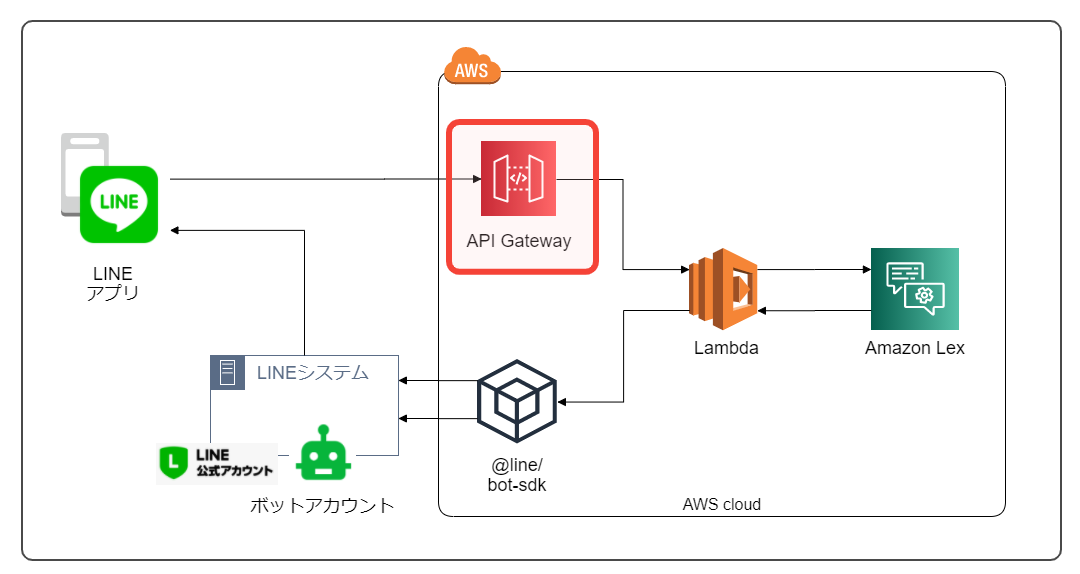 AWS
</>
API Gateway
LINE
LINE
アプリ
Lambda
Amazon Lex
LINEシステム
L
LINE
公式アカウント
ボットアカウント
@line/
bot-sdk
AWS cloud